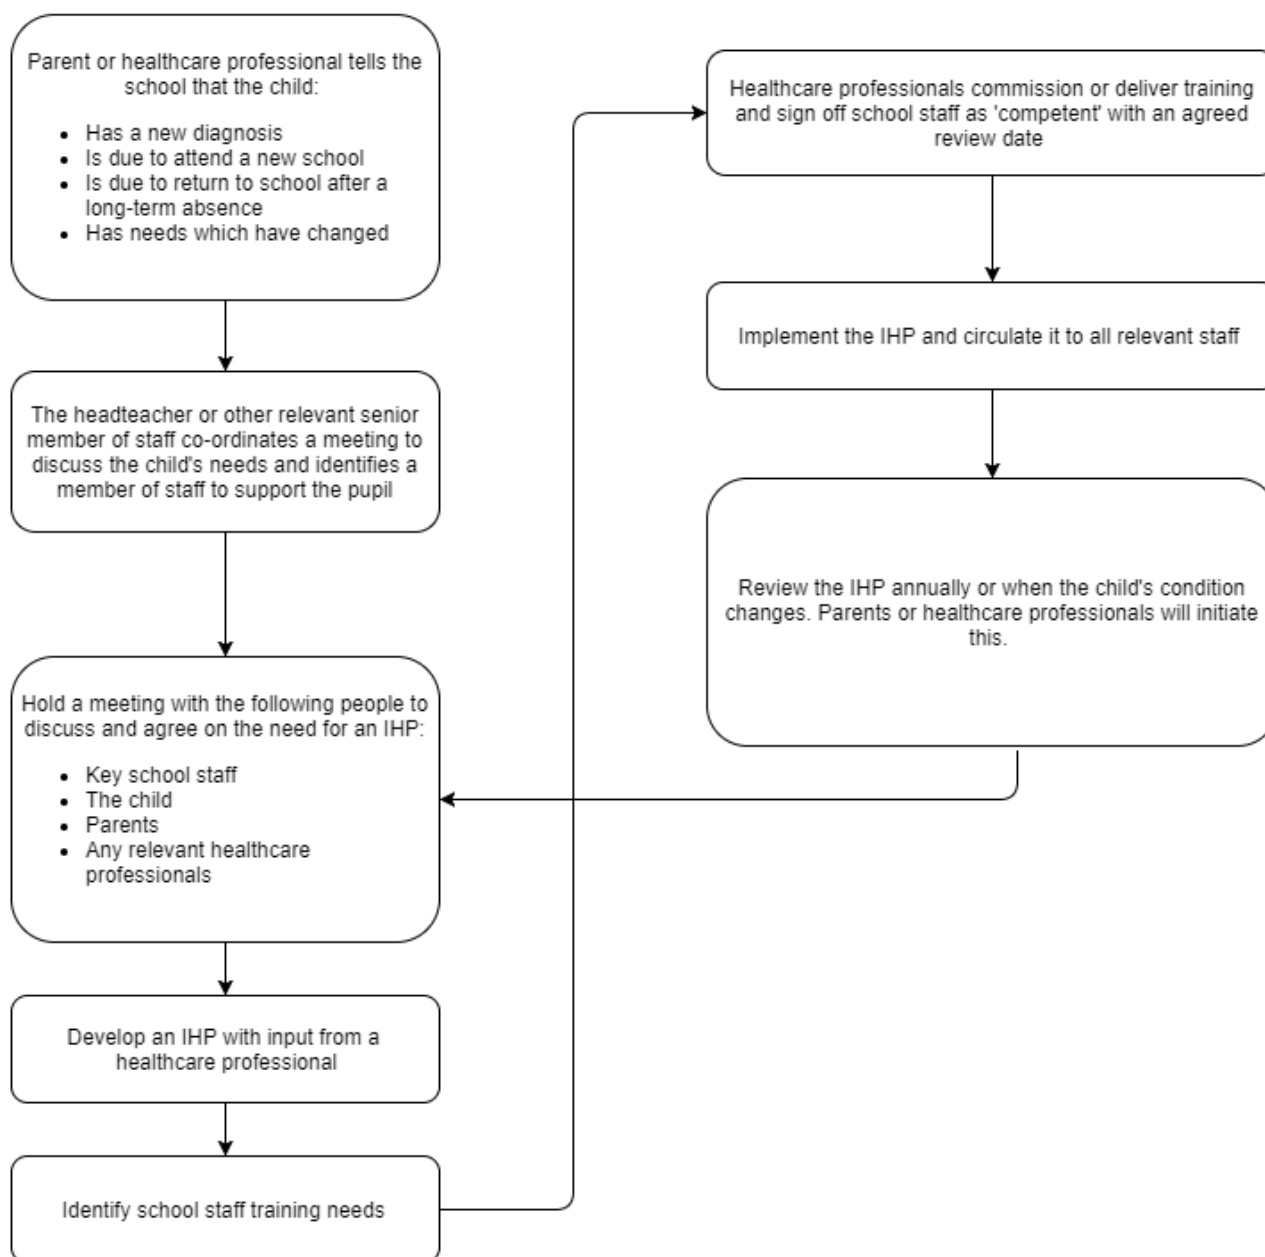 Parent or healthcare professional tells the
school that the child:
• Has a new diagnosis
• Is due to attend a new school
• Is due to return to school after a
long-term absence
• Has needs which have changed
The headteacher or other relevant senior
member of staff co-ordinates a meeting to
discuss the child's needs and identifies a
member of staff to support the pupil
Hold a meeting with the following people to
discuss and agree on the need for an IHP:
• Key school staff
• The child
• Parents
• Any relevant healthcare
professionals
Develop an IHP with input from a
healthcare professional
Identify school staff training needs
Healthcare professionals commission or deliver training
and sign off school staff as 'competent' with an agreed
review date
Implement the IHP and circulate it to all relevant staff
Review the IHP annually or when the child's condition
changes. Parents or healthcare professionals will initiate
this.